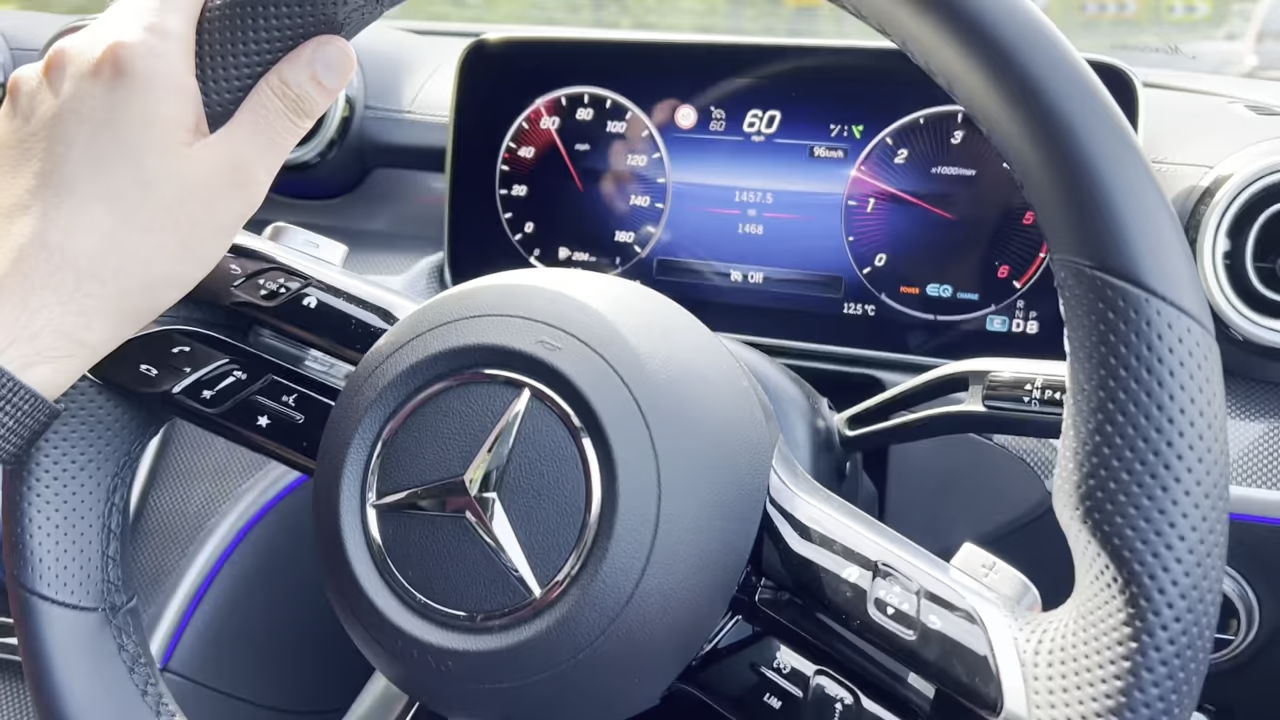 60
60
mph
96km/h
0
20
40
60
80
100
120
140
160
mph
204
1457.5
1468
Off
12.5 °C
0
1
2
3
5
6
x1000/min
POWER
EQ
CHARGE
R
N P
C
D8
OK
R
N P
D
LIM